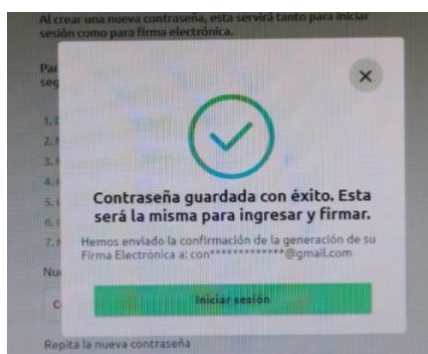 Al crear una nueva contraseña, esta servirá tanto para iniciar
sesión como para firma electrónica.
Par
seg
1.
2.
3.
4.
5.
6.
7.
Contraseña guardada con éxito. Esta
será la misma para ingresar y firmar.
Hemos enviado la confirmación de la generación de su
Firma Electrónica a: con*************@gmail.com
Nu
Iniciar sesión
Repita la nueva contraseña